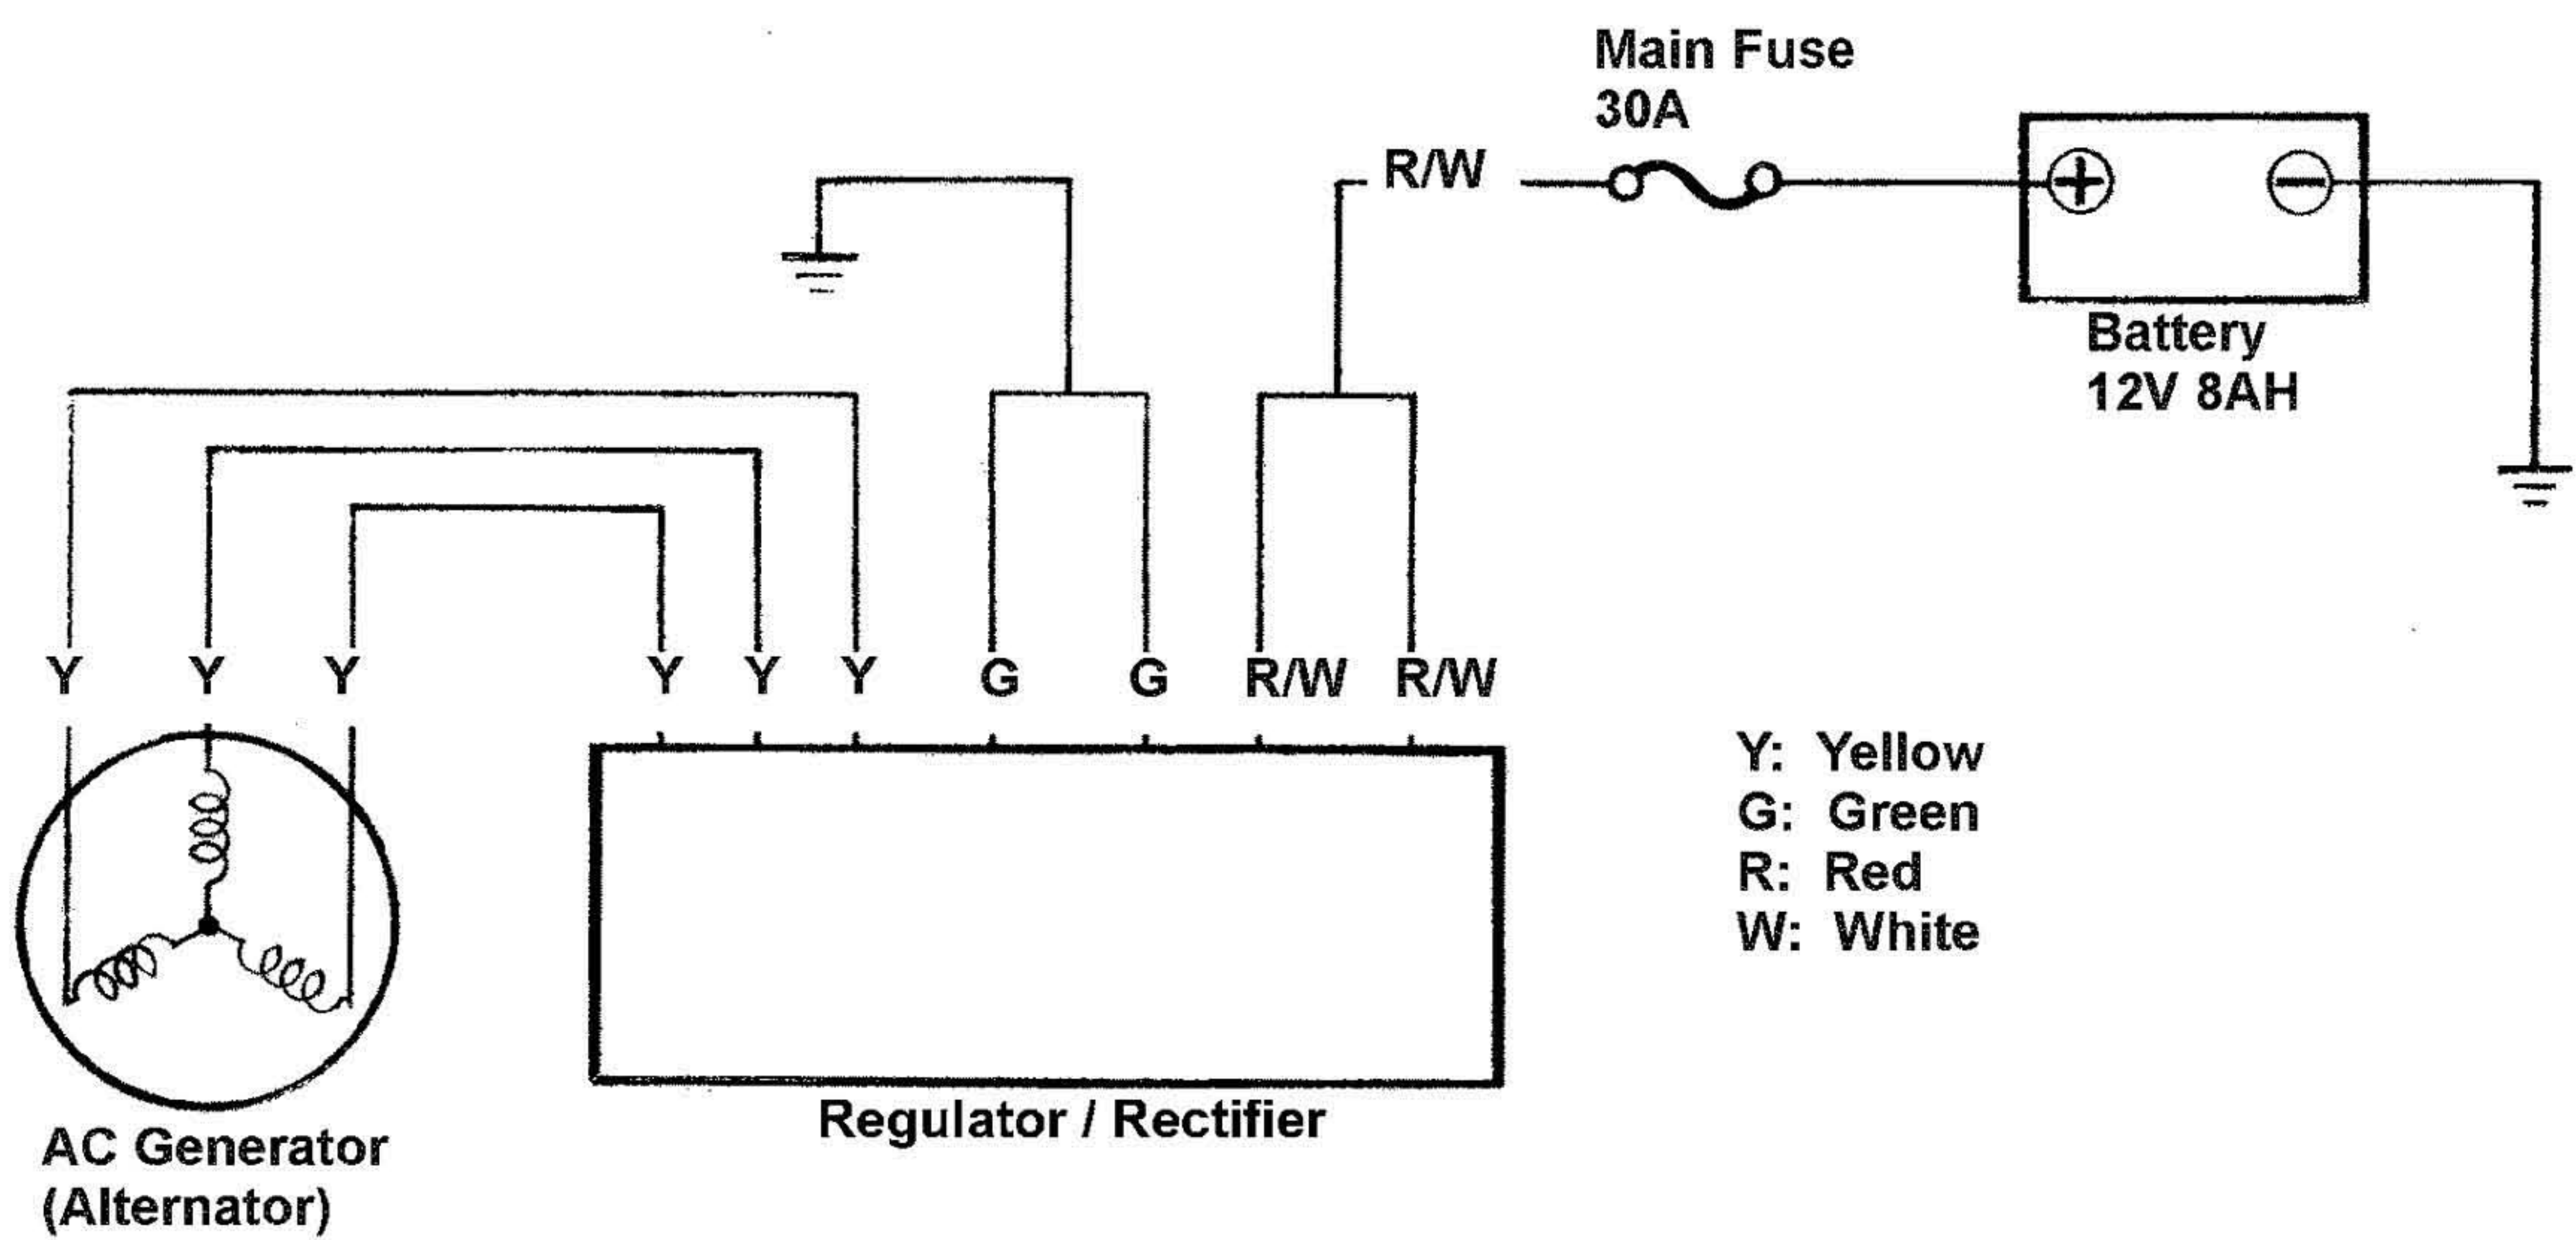 Main Fuse
30A
R/W
Battery
12V 8AH
Y Y Y Y Y Y G G R/W R/W
Y: Yellow
G: Green
R: Red
W: White
Regulator / Rectifier
AC Generator
(Alternator)